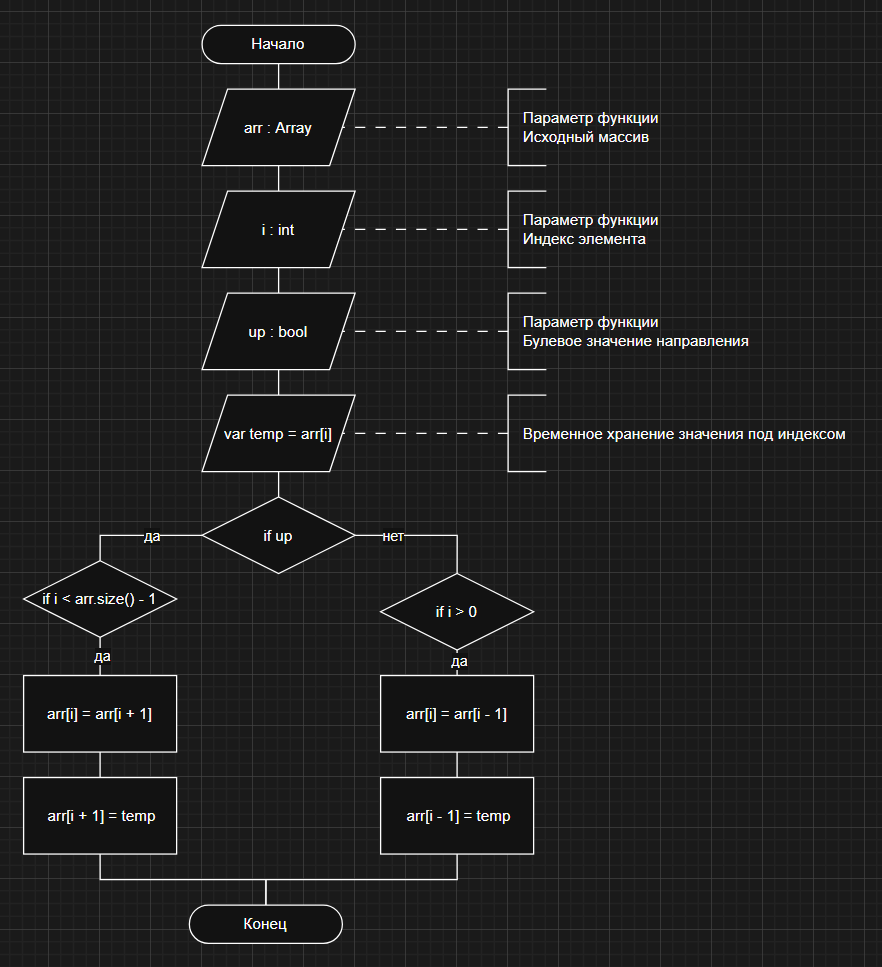 Начало
arr : Array
Параметр функции
Исходный массив
i : int
Параметр функции
Индекс элемента
up : bool
Параметр функции
Булевое значение направления
var temp = arr[i]
Временное хранение значения под индексом
if up
да
нет
if i < arr.size() - 1
if i > 0
да
да
arr[i] = arr[i + 1]
arr[i] = arr[i - 1]
arr[i + 1] = temp
arr[i - 1] = temp
Конец